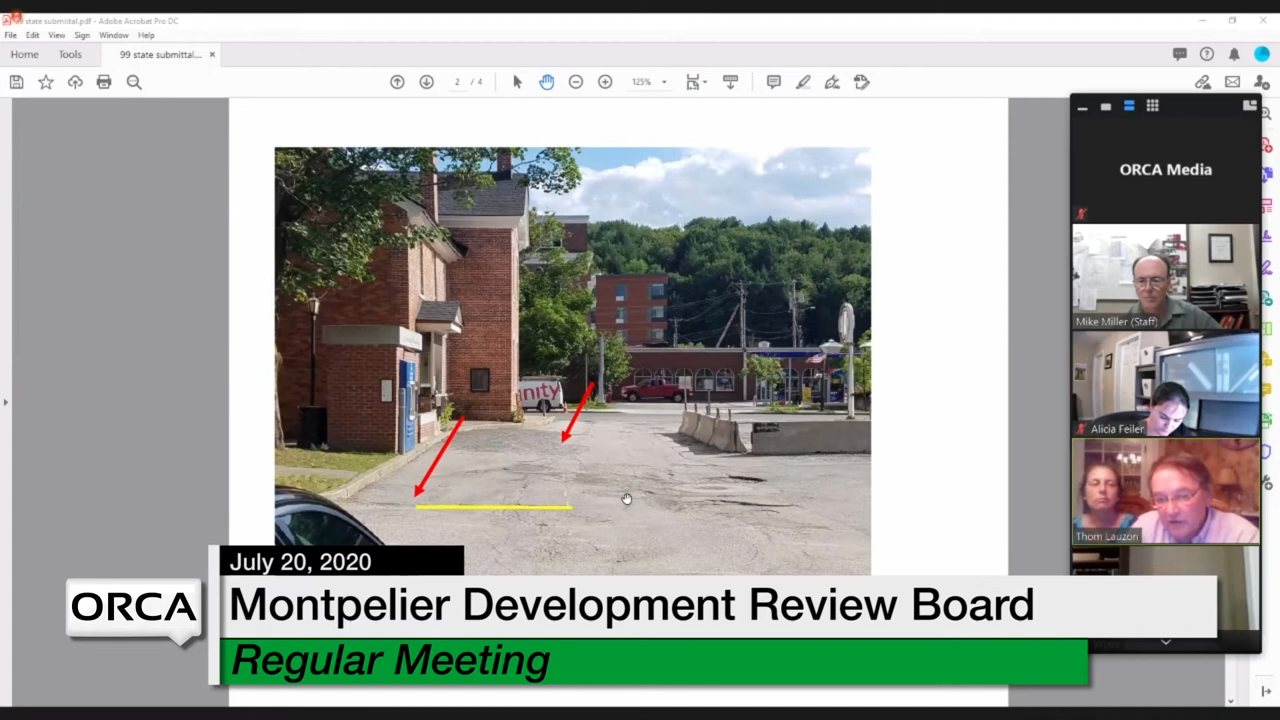 99 state submittal.pdf - Adobe Acrobat Pro DC
File Edit View Sign Window Help
Home Tools 99 state submittal... ×
2 / 4 125%
ORCA Media
Mike Miller (Staff)
Alicia Feiler
Thom Lauzon
inity
July 20, 2020
ORCA
Montpelier Development Review Board
Regular Meeting